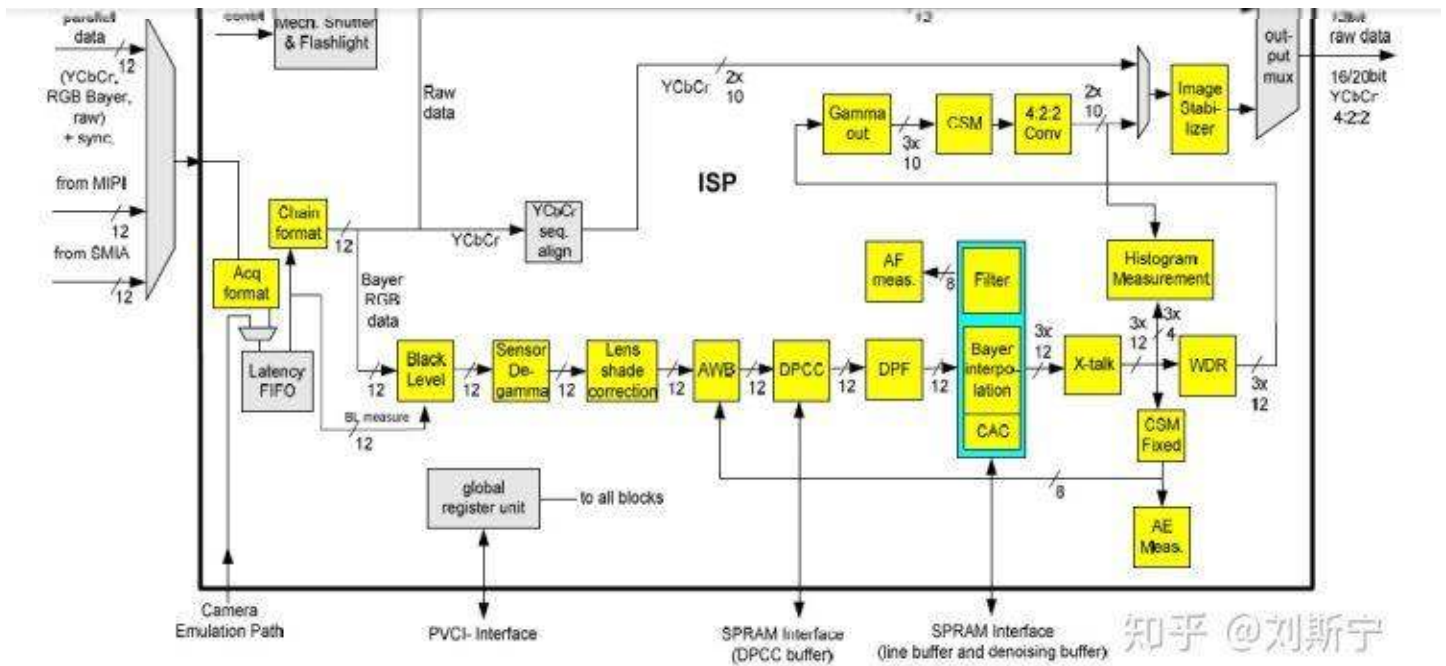 parallel
data
12
(YCbCr,
RGB Bayer,
raw)
+ sync.
from MIPI
12
from SMIA
12
contrl
Mech. Shutter
& Flashlight
Raw
data
12
YCbCr
2x
10
Gamma
out
3x
10
CSM
4:2:2
Conv
2x
10
Image
Stabi-
lizer
out-
put
mux
12bit
raw data
16/20bit
YCbCr
4:2:2
ISP
Chain
format
12
YCbCr
YCbCr
seq.
align
Acq
format
Latency
FIFO
Bayer
RGB
data
AF
meas.
8
Filter
Histogram
Measurement
12
Black
Level
12
Sensor
De-
gamma
12
Lens
shade
correction
12
AWB
12
DPCC
12
DPF
12
Bayer
interpo-
lation
CAC
3x
12
X-talk
3x
12
3x
4
WDR
3x
12
BL measure
12
CSM
Fixed
8
AE
Meas.
global
register unit
to all blocks
Camera
Emulation Path
PVCI- Interface
SPRAM Interface
(DPCC buffer)
SPRAM Interface
(line buffer and denoising buffer)
知乎 @刘斯宁